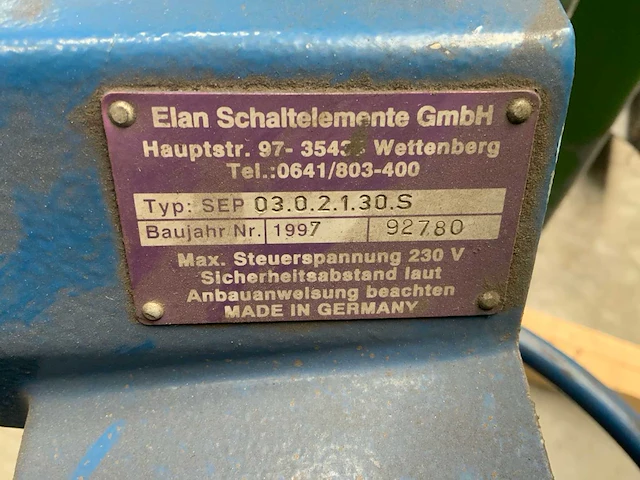 Elan Schaltelemente GmbH
Hauptstr. 97- 35435 Wettenberg
Tel.:0641/803-400
Typ: SEP 03.0.2.1.30.S
Baujahr/Nr. 1997 92780
Max. Steuerspannung 230 V
Sicherheitsabstand laut
Anbauanweisung beachten
MADE IN GERMANY